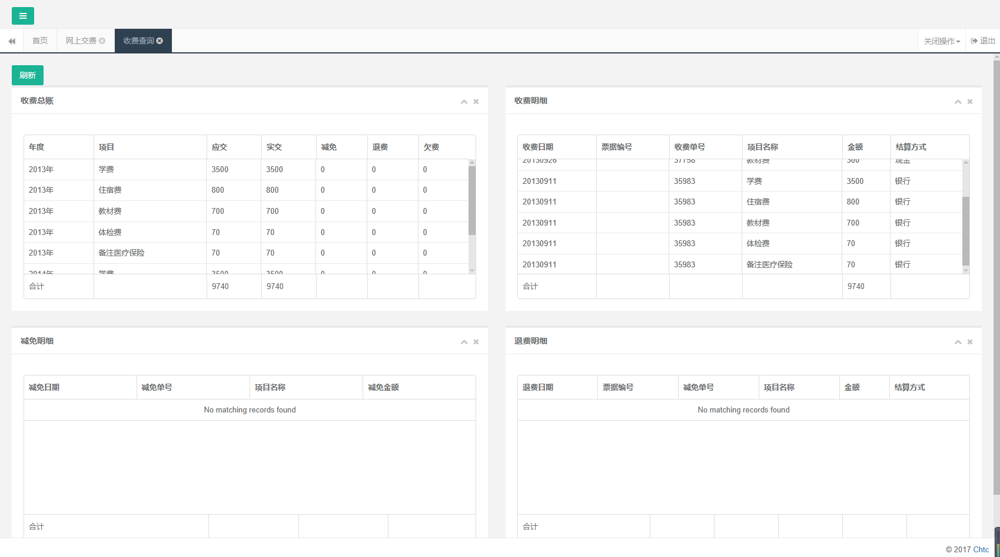 首页 网上交费 收费查询 关闭操作 退出
刷新
收费总账
年度 项目 应交 实交 减免 退费 欠费
2013年 学费 3500 3500 0 0 0
2013年 住宿费 800 800 0 0 0
2013年 教材费 700 700 0 0 0
2013年 体检费 70 70 0 0 0
2013年 备注医疗保险 70 70 0 0 0
2014年 学费 3500 3500 0 0 0
合计 9740 9740
收费明细
收费日期 票据编号 收费单号 项目名称 金额 结算方式
20130926 37758 教材费 300 现金
20130911 35983 学费 3500 银行
20130911 35983 住宿费 800 银行
20130911 35983 教材费 700 银行
20130911 35983 体检费 70 银行
20130911 35983 备注医疗保险 70 银行
合计 9740
减免明细
减免日期 减免单号 项目名称 减免金额
No matching records found
合计
退费明细
退费日期 票据编号 减免单号 项目名称 金额 结算方式
No matching records found
合计
© 2017 Chtc